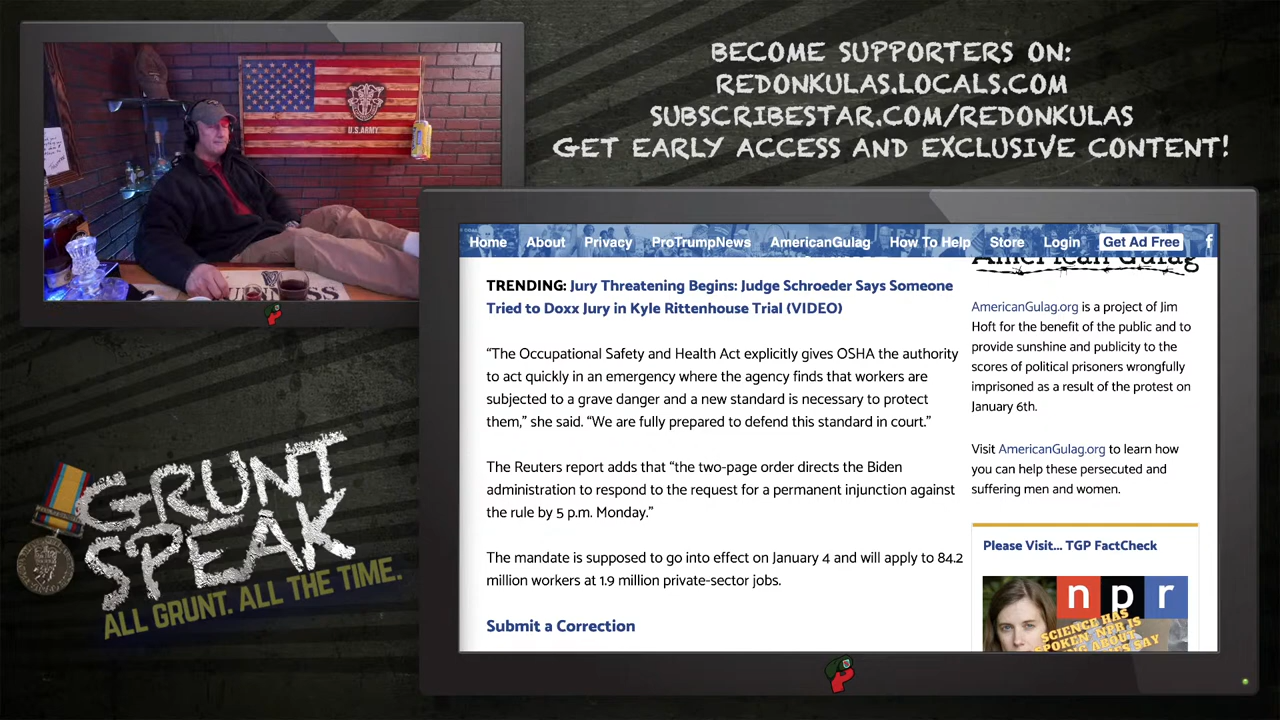 BECOME SUPPORTERS ON:
REDONKULAS.LOCALS.COM
SUBSCRIBESTAR.COM/REDONKULAS
GET EARLY ACCESS AND EXCLUSIVE CONTENT!
U.S.ARMY
Home About Privacy ProTrumpNews AmericanGulag How To Help Store Login Get Ad Free f
TRENDING: Jury Threatening Begins: Judge Schroeder Says Someone
Tried to Doxx Jury in Kyle Rittenhouse Trial (VIDEO)
“The Occupational Safety and Health Act explicitly gives OSHA the authority
to act quickly in an emergency where the agency finds that workers are
subjected to a grave danger and a new standard is necessary to protect
them,” she said. “We are fully prepared to defend this standard in court.”
The Reuters report adds that “the two-page order directs the Biden
administration to respond to the request for a permanent injunction against
the rule by 5 p.m. Monday.”
The mandate is supposed to go into effect on January 4 and will apply to 84.2
million workers at 1.9 million private-sector jobs.
Submit a Correction
American Gulag
AmericanGulag.org is a project of Jim
Hoft for the benefit of the public and to
provide sunshine and publicity to the
scores of political prisoners wrongfully
imprisoned as a result of the protest on
January 6th.
Visit AmericanGulag.org to learn how
you can help these persecuted and
suffering men and women.
Please Visit... TGP FactCheck
n p r
SCIENCE HAS
SPOKEN: NPR IS
ABOUT
SAY
GRUNT
SPEAK
ALL GRUNT. ALL THE TIME.